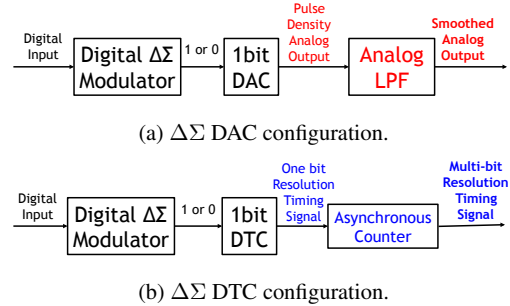 Digital
Input
Digital ΔΣ
Modulator
1 or 0
1bit
DAC
Pulse
Density
Analog
Output
Analog
LPF
Smoothed
Analog
Output
(a) ΔΣ DAC configuration.
Digital
Input
Digital ΔΣ
Modulator
1 or 0
1bit
DTC
One bit
Resolution
Timing
Signal
Asynchronous
Counter
Multi-bit
Resolution
Timing
Signal
(b) ΔΣ DTC configuration.